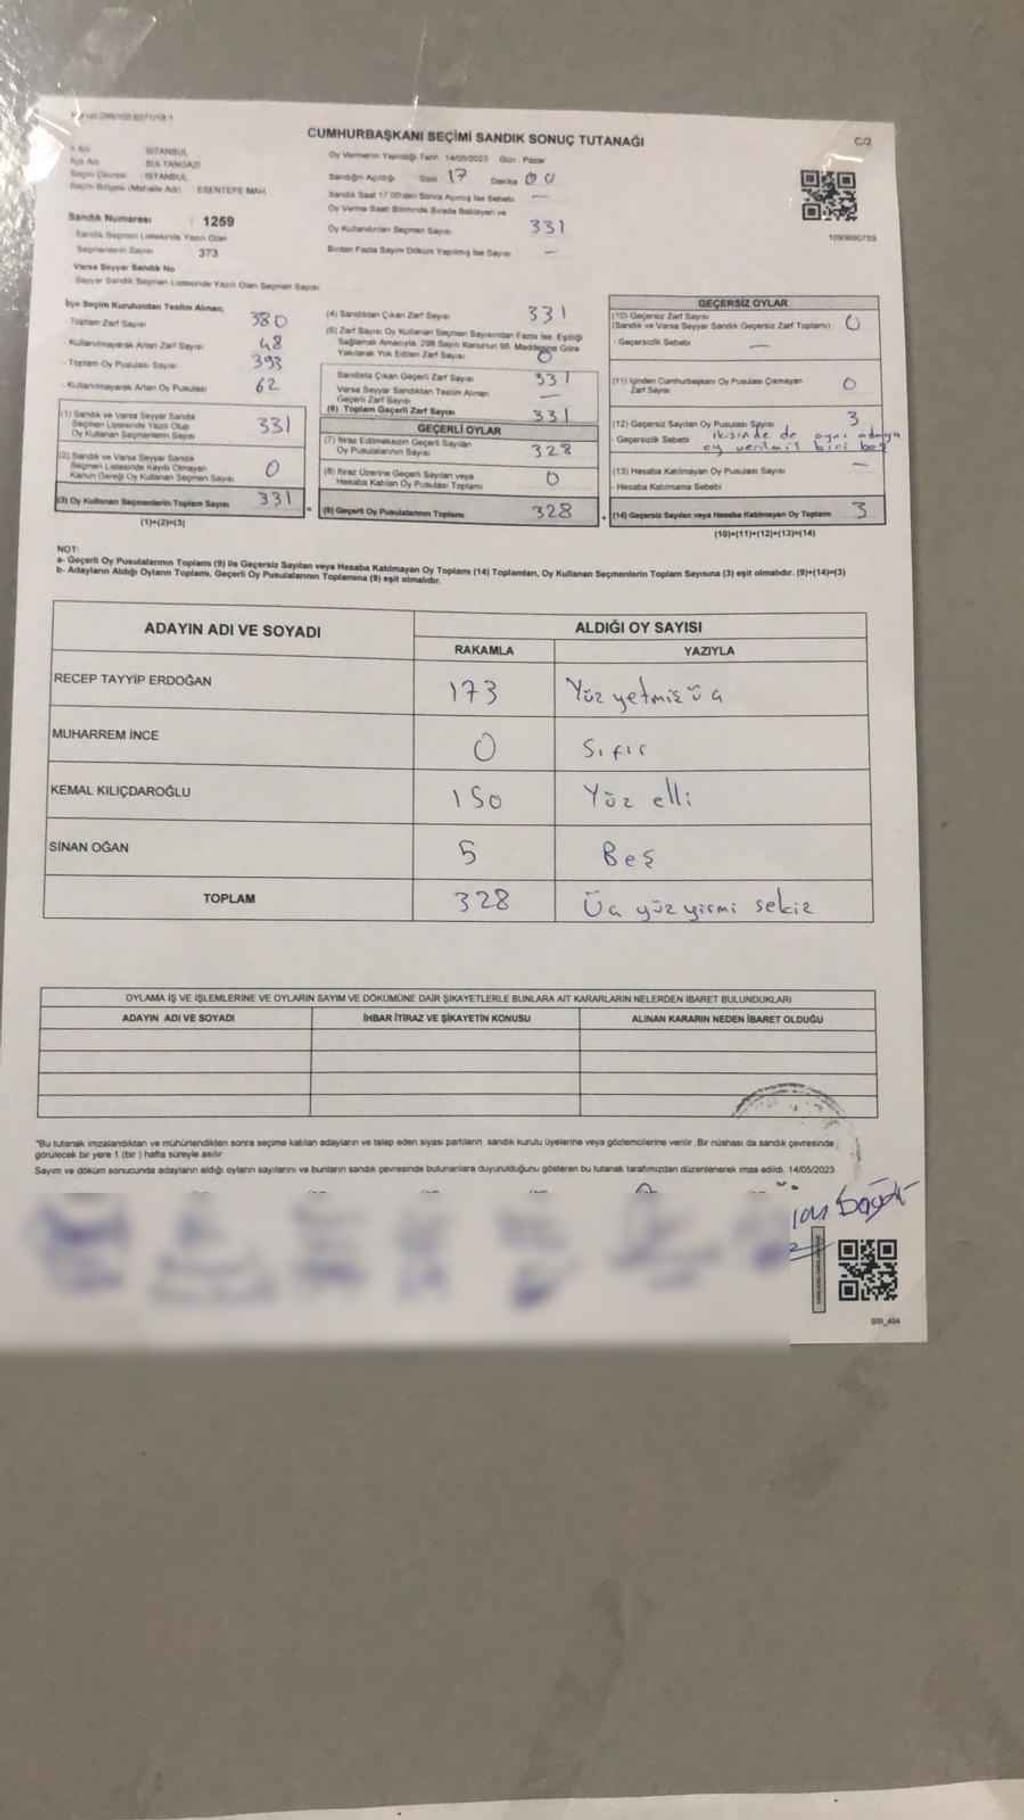 CUMHURBAŞKANI SEÇİMİ SANDIK SONUÇ TUTANAĞI
C/2
İSTANBUL
Oy Vermenin Yapıldığı Tarih 14/05/2023 Gün: Pazar
İSTANBUL
Sandığın Açıldığı Saat 17 Dakika 00
ESENTEPE MAH.
Sandık Saat 17:00'den Sonra Açılmış İse Sebebi —
Sandık Numarası : 1259
Oy Kullandırılan Seçmen Sayısı 331
Sandık Seçmen Listesinde Yazılı Olan
Seçmenlerin Sayısı 373
Birden Fazla Sayım Döküm Yapılmış İse Sayısı —
Varsa Seyyar Sandık No
Seyyar Sandık Seçmen Listesinde Yazılı Olan Seçmen Sayısı
İlçe Seçim Kurulundan Teslim Alınan;
- Toplam Zarf Sayısı 380
- Kullanılmayarak Artan Zarf Sayısı 48
- Toplam Oy Pusulası Sayısı 393
- Kullanılmayarak Artan Oy Pusulası 62
(1) Sandık ve Varsa Seyyar Sandık
Seçmen Listesinde Yazılı Olup
Oy Kullanan Seçmenlerin Sayısı 331
(2) Sandık ve Varsa Seyyar Sandık
Seçmen Listesinde Kayıtlı Olmayan
Kanun Gereği Oy Kullanan Seçmen Sayısı 0
(3) Oy Kullanan Seçmenlerin Toplam Sayısı 331
(1)+(2)=(3)
(4) Sandıktan Çıkan Zarf Sayısı 331
(5) Zarf Sayısı Oy Kullanan Seçmen Sayısından Fazla İse, Eşitliği
Sağlamak Amacıyla, 298 Sayılı Kanunun 98. Maddesine Göre
Yakılarak Yok Edilen Zarf Sayısı 0
Sandıkta Çıkan Geçerli Zarf Sayısı 331
Varsa Seyyar Sandıktan Teslim Alınan
Geçerli Zarf Sayısı —
(6) Toplam Geçerli Zarf Sayısı 331
GEÇERLİ OYLAR
(7) İtiraz Edilmeksizin Geçerli Sayılan
Oy Pusulalarının Sayısı 328
(8) İtiraz Üzerine Geçerli Sayılan veya
Hesaba Katılan Oy Pusulası Toplamı 0
(9) Geçerli Oy Pusulalarının Toplamı 328
GEÇERSİZ OYLAR
(10) Geçersiz Zarf Sayısı
(Sandık ve Varsa Seyyar Sandık Geçersiz Zarf Toplamı) 0
- Geçersizlik Sebebi —
(11) İçinden Cumhurbaşkanı Oy Pusulası Çıkmayan
Zarf Sayısı 0
(12) Geçersiz Sayılan Oy Pusulası Sayısı 3
Geçersizlik Sebebi ikisinde de aynı adaya
oy verilmiş biri boş
(13) Hesaba Katılmayan Oy Pusulası Sayısı —
- Hesaba Katılmama Sebebi
(14) Geçersiz Sayılan veya Hesaba Katılmayan Oy Toplamı 3
(10)+(11)+(12)+(13)=(14)
NOT:
a- Geçerli Oy Pusulalarının Toplamı (9) ile Geçersiz Sayılan veya Hesaba Katılmayan Oy Toplamı (14) Toplamları, Oy Kullanan Seçmenlerin Toplam Sayısına (3) eşit olmalıdır. (9)+(14)=(3)
b- Adayların Aldığı Oyların Toplamı, Geçerli Oy Pusulalarının Toplamına (9) eşit olmalıdır.
ADAYIN ADI VE SOYADI
ALDIĞI OY SAYISI
RAKAMLA YAZIYLA
RECEP TAYYİP ERDOĞAN 173 Yüz yetmiş üç
MUHARREM İNCE 0 Sıfır
KEMAL KILIÇDAROĞLU 150 Yüz elli
SİNAN OĞAN 5 Beş
TOPLAM 328 Üç yüz yirmi sekiz
OYLAMA İŞ VE İŞLEMLERİNE VE OYLARIN SAYIM VE DÖKÜMÜNE DAİR ŞİKAYETLERLE BUNLARA AİT KARARLARIN NELERDEN İBARET BULUNDUKLARI
ADAYIN ADI VE SOYADI İHBAR İTİRAZ VE ŞİKAYETİN KONUSU ALINAN KARARIN NEDEN İBARET OLDUĞU
*Bu tutanak imzalandıktan ve mühürlendikten sonra seçime katılan adayların ve talep eden siyasi partilerin, sandık kurulu üyelerine veya gözlemcilerine verilir. Bir nüshası da sandık çevresinde
görülecek bir yere 1 (bir) hafta süreyle asılır
Sayım ve döküm sonucunda adayların aldığı oyların sayılarını ve bunların sandık çevresinde bulunanlara duyurulduğunu gösteren bu tutanak tarafımızdan düzenlenerek imza edildi. 14/05/2023